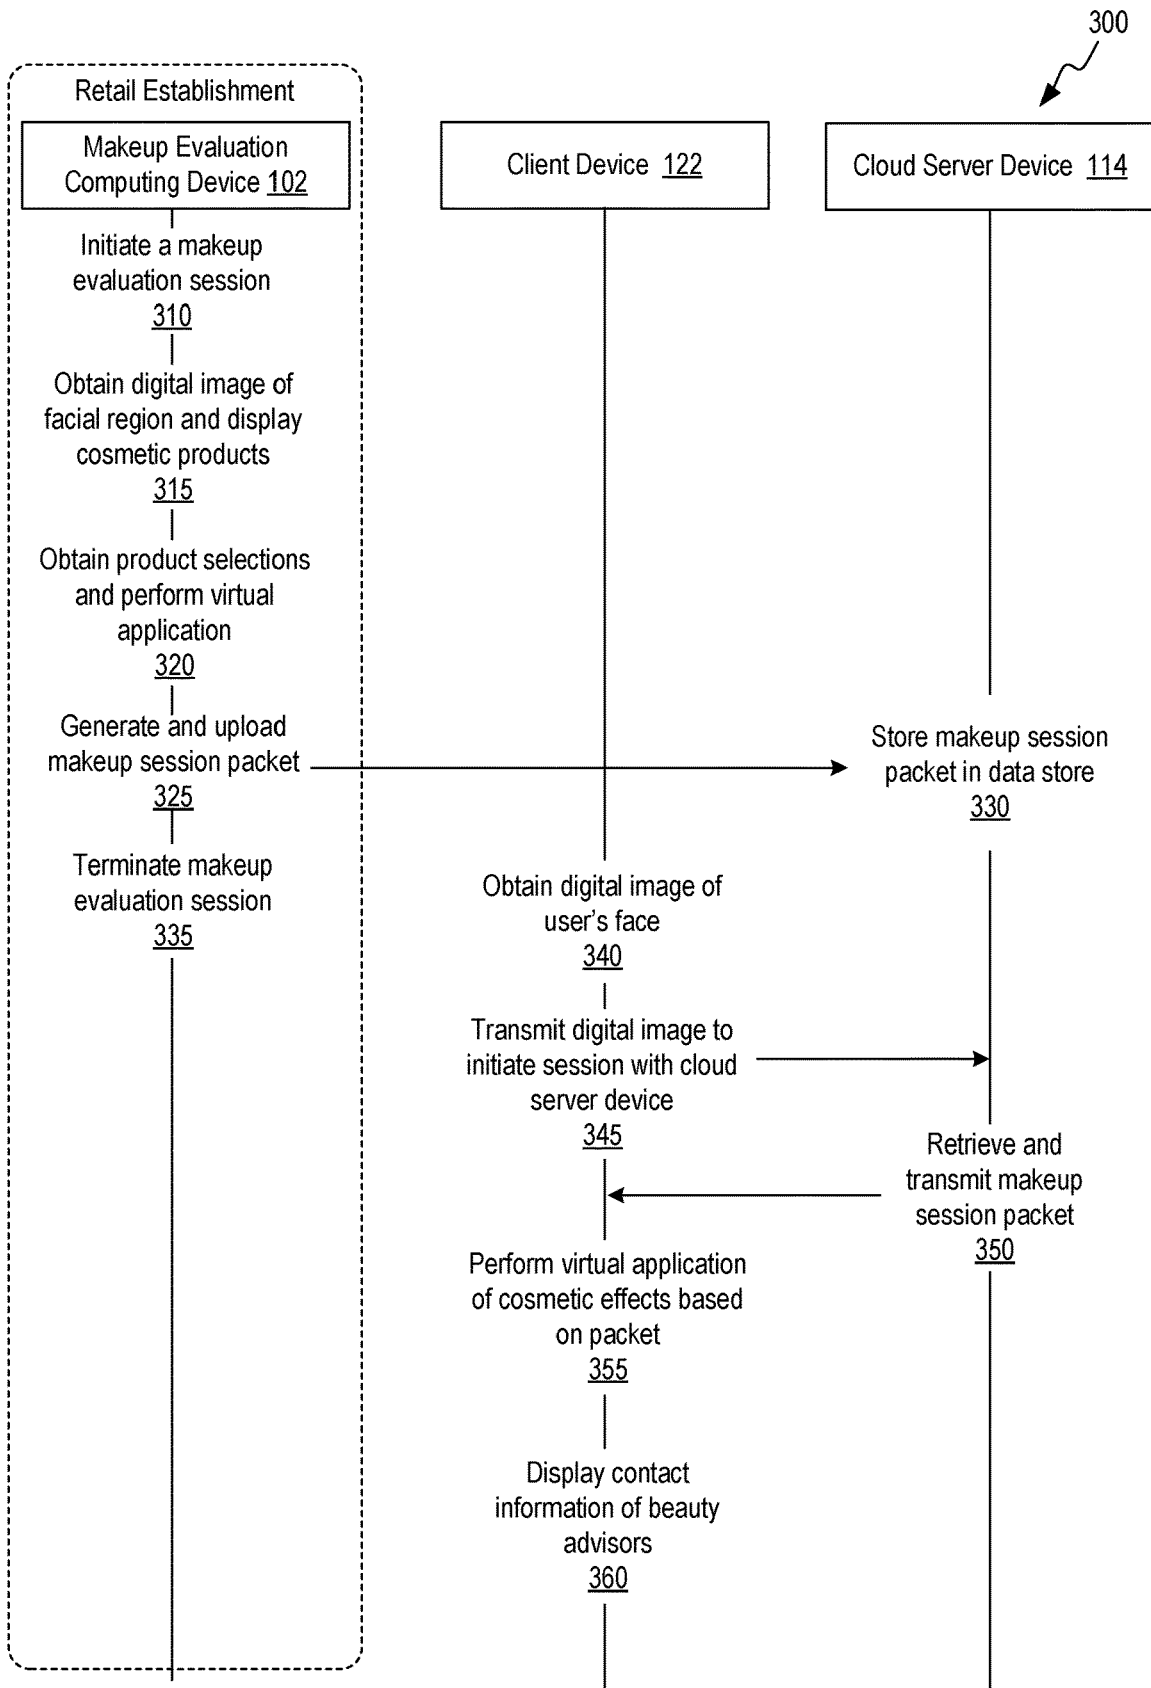 300
Retail Establishment
Makeup Evaluation
Computing Device 102
Client Device 122
Cloud Server Device 114
Initiate a makeup
evaluation session
310
Obtain digital image of
facial region and display
cosmetic products
315
Obtain product selections
and perform virtual
application
320
Generate and upload
makeup session packet
325
Store makeup session
packet in data store
330
Terminate makeup
evaluation session
335
Obtain digital image of
user's face
340
Transmit digital image to
initiate session with cloud
server device
345
Retrieve and
transmit makeup
session packet
350
Perform virtual application
of cosmetic effects based
on packet
355
Display contact
information of beauty
advisors
360